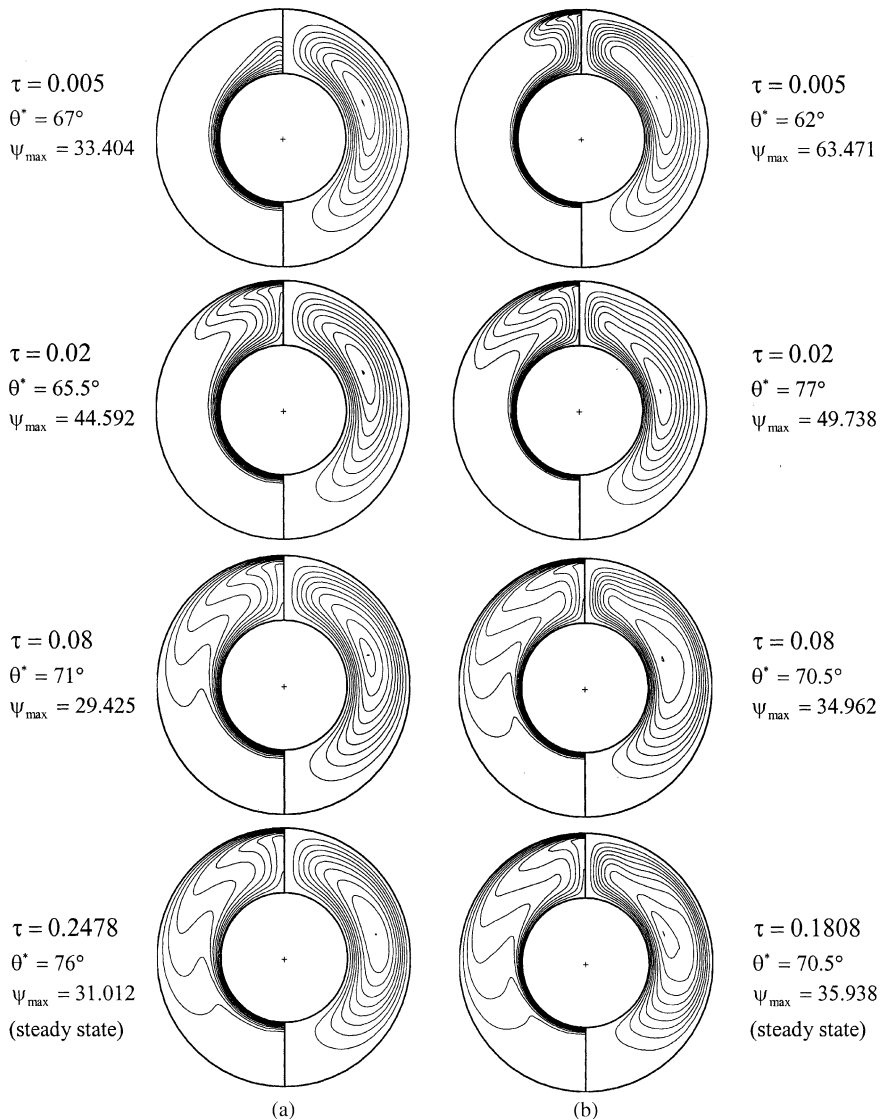 τ = 0.005
θ* = 67°
ψmax = 33.404
τ = 0.005
θ* = 62°
ψmax = 63.471
τ = 0.02
θ* = 65.5°
ψmax = 44.592
τ = 0.02
θ* = 77°
ψmax = 49.738
τ = 0.08
θ* = 71°
ψmax = 29.425
τ = 0.08
θ* = 70.5°
ψmax = 34.962
τ = 0.2478
θ* = 76°
ψmax = 31.012
(steady state)
τ = 0.1808
θ* = 70.5°
ψmax = 35.938
(steady state)
(a)
(b)